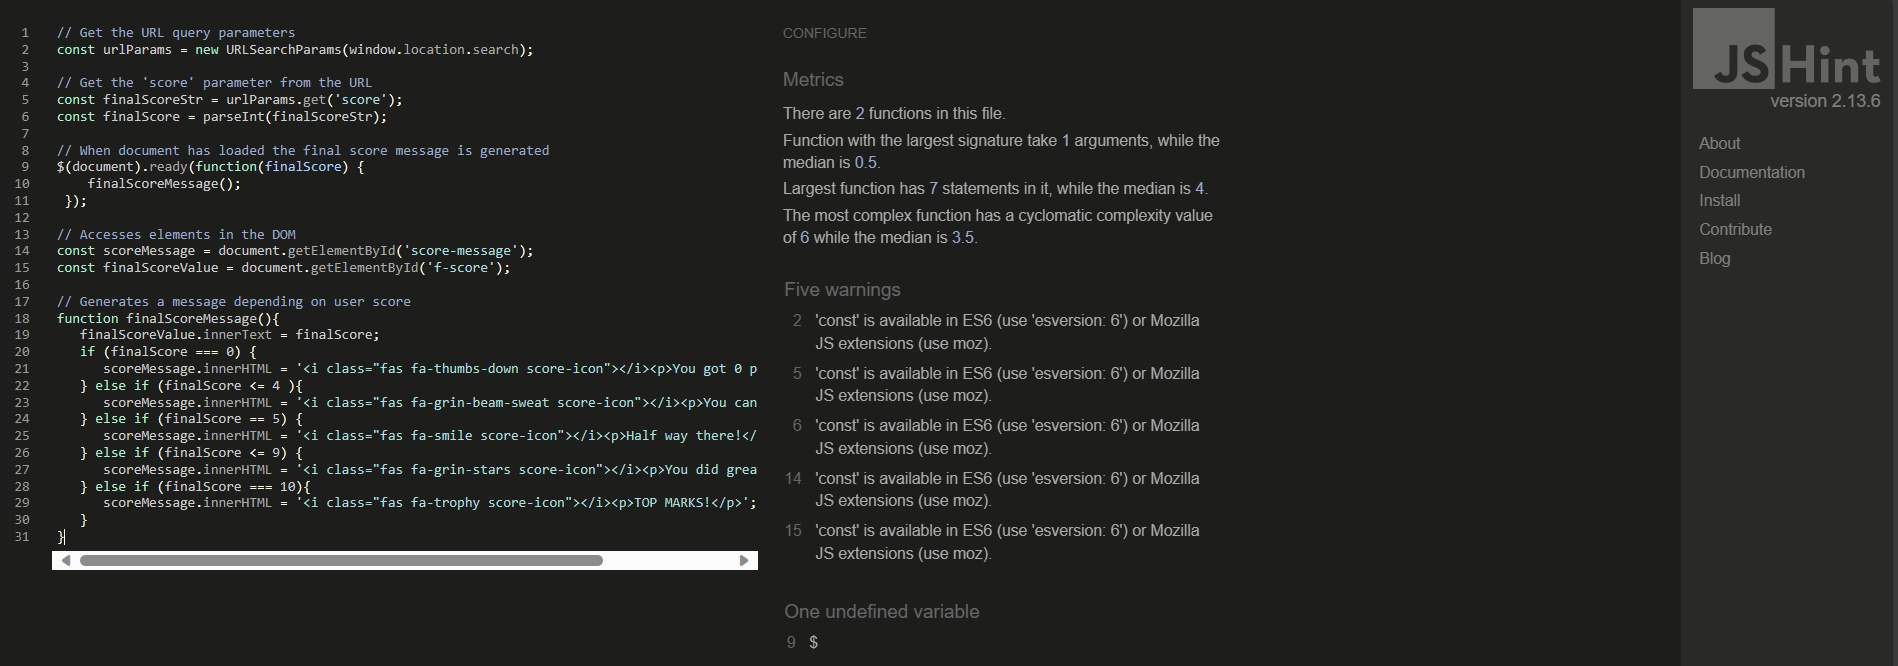 1 // Get the URL query parameters
2 const urlParams = new URLSearchParams(window.location.search);
3
4 // Get the 'score' parameter from the URL
5 const finalScoreStr = urlParams.get('score');
6 const finalScore = parseInt(finalScoreStr);
7
8 // When document has loaded the final score message is generated
9 $(document).ready(function(finalScore) {
10 finalScoreMessage();
11 });
12
13 // Accesses elements in the DOM
14 const scoreMessage = document.getElementById('score-message');
15 const finalScoreValue = document.getElementById('f-score');
16
17 // Generates a message depending on user score
18 function finalScoreMessage(){
19 finalScoreValue.innerText = finalScore;
20 if (finalScore === 0) {
21 scoreMessage.innerHTML = '<i class="fas fa-thumbs-down score-icon"></i><p>You got 0 p
22 } else if (finalScore <= 4 ){
23 scoreMessage.innerHTML = '<i class="fas fa-grin-beam-sweat score-icon"></i><p>You can
24 } else if (finalScore == 5) {
25 scoreMessage.innerHTML = '<i class="fas fa-smile score-icon"></i><p>Half way there!</
26 } else if (finalScore <= 9) {
27 scoreMessage.innerHTML = '<i class="fas fa-grin-stars score-icon"></i><p>You did grea
28 } else if (finalScore === 10){
29 scoreMessage.innerHTML = '<i class="fas fa-trophy score-icon"></i><p>TOP MARKS!</p>';
30 }
31 }
CONFIGURE
Metrics
There are 2 functions in this file.
Function with the largest signature take 1 arguments, while the
median is 0.5.
Largest function has 7 statements in it, while the median is 4.
The most complex function has a cyclomatic complexity value
of 6 while the median is 3.5.
Five warnings
2 'const' is available in ES6 (use 'esversion: 6') or Mozilla
JS extensions (use moz).
5 'const' is available in ES6 (use 'esversion: 6') or Mozilla
JS extensions (use moz).
6 'const' is available in ES6 (use 'esversion: 6') or Mozilla
JS extensions (use moz).
14 'const' is available in ES6 (use 'esversion: 6') or Mozilla
JS extensions (use moz).
15 'const' is available in ES6 (use 'esversion: 6') or Mozilla
JS extensions (use moz).
One undefined variable
9 $
JSHint
version 2.13.6
About
Documentation
Install
Contribute
Blog